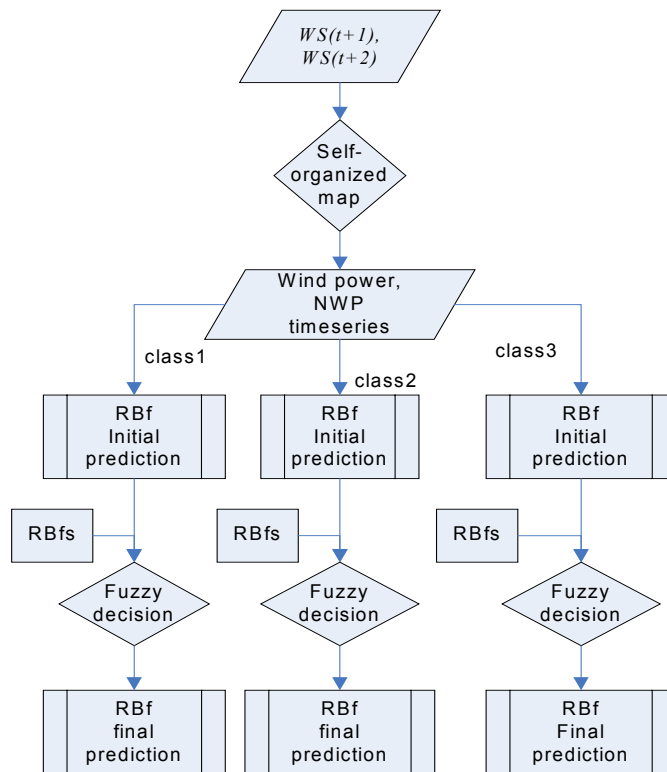 WS(t+1),
WS(t+2)
Self-
organized
map
Wind power,
NWP
timeseries
class1
class2
class3
RBf
Initial
prediction
RBf
Initial
prediction
RBf
Initial
prediction
RBfs
RBfs
RBfs
Fuzzy
decision
Fuzzy
decision
Fuzzy
decision
RBf
final
prediction
RBf
final
prediction
RBf
Final
prediction